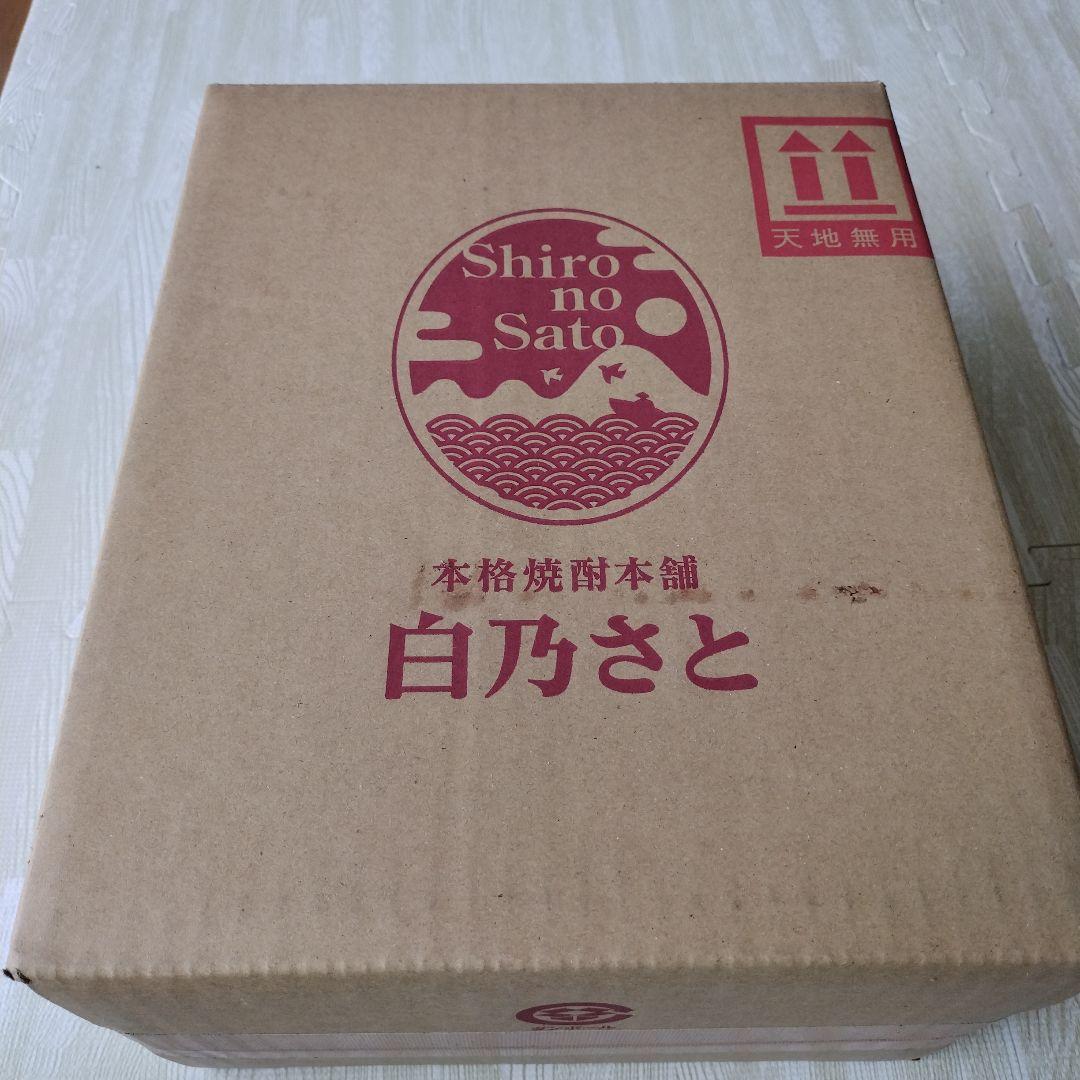 Shiro
no
Sato
天地無用
本格焼酎本舗
白乃さと